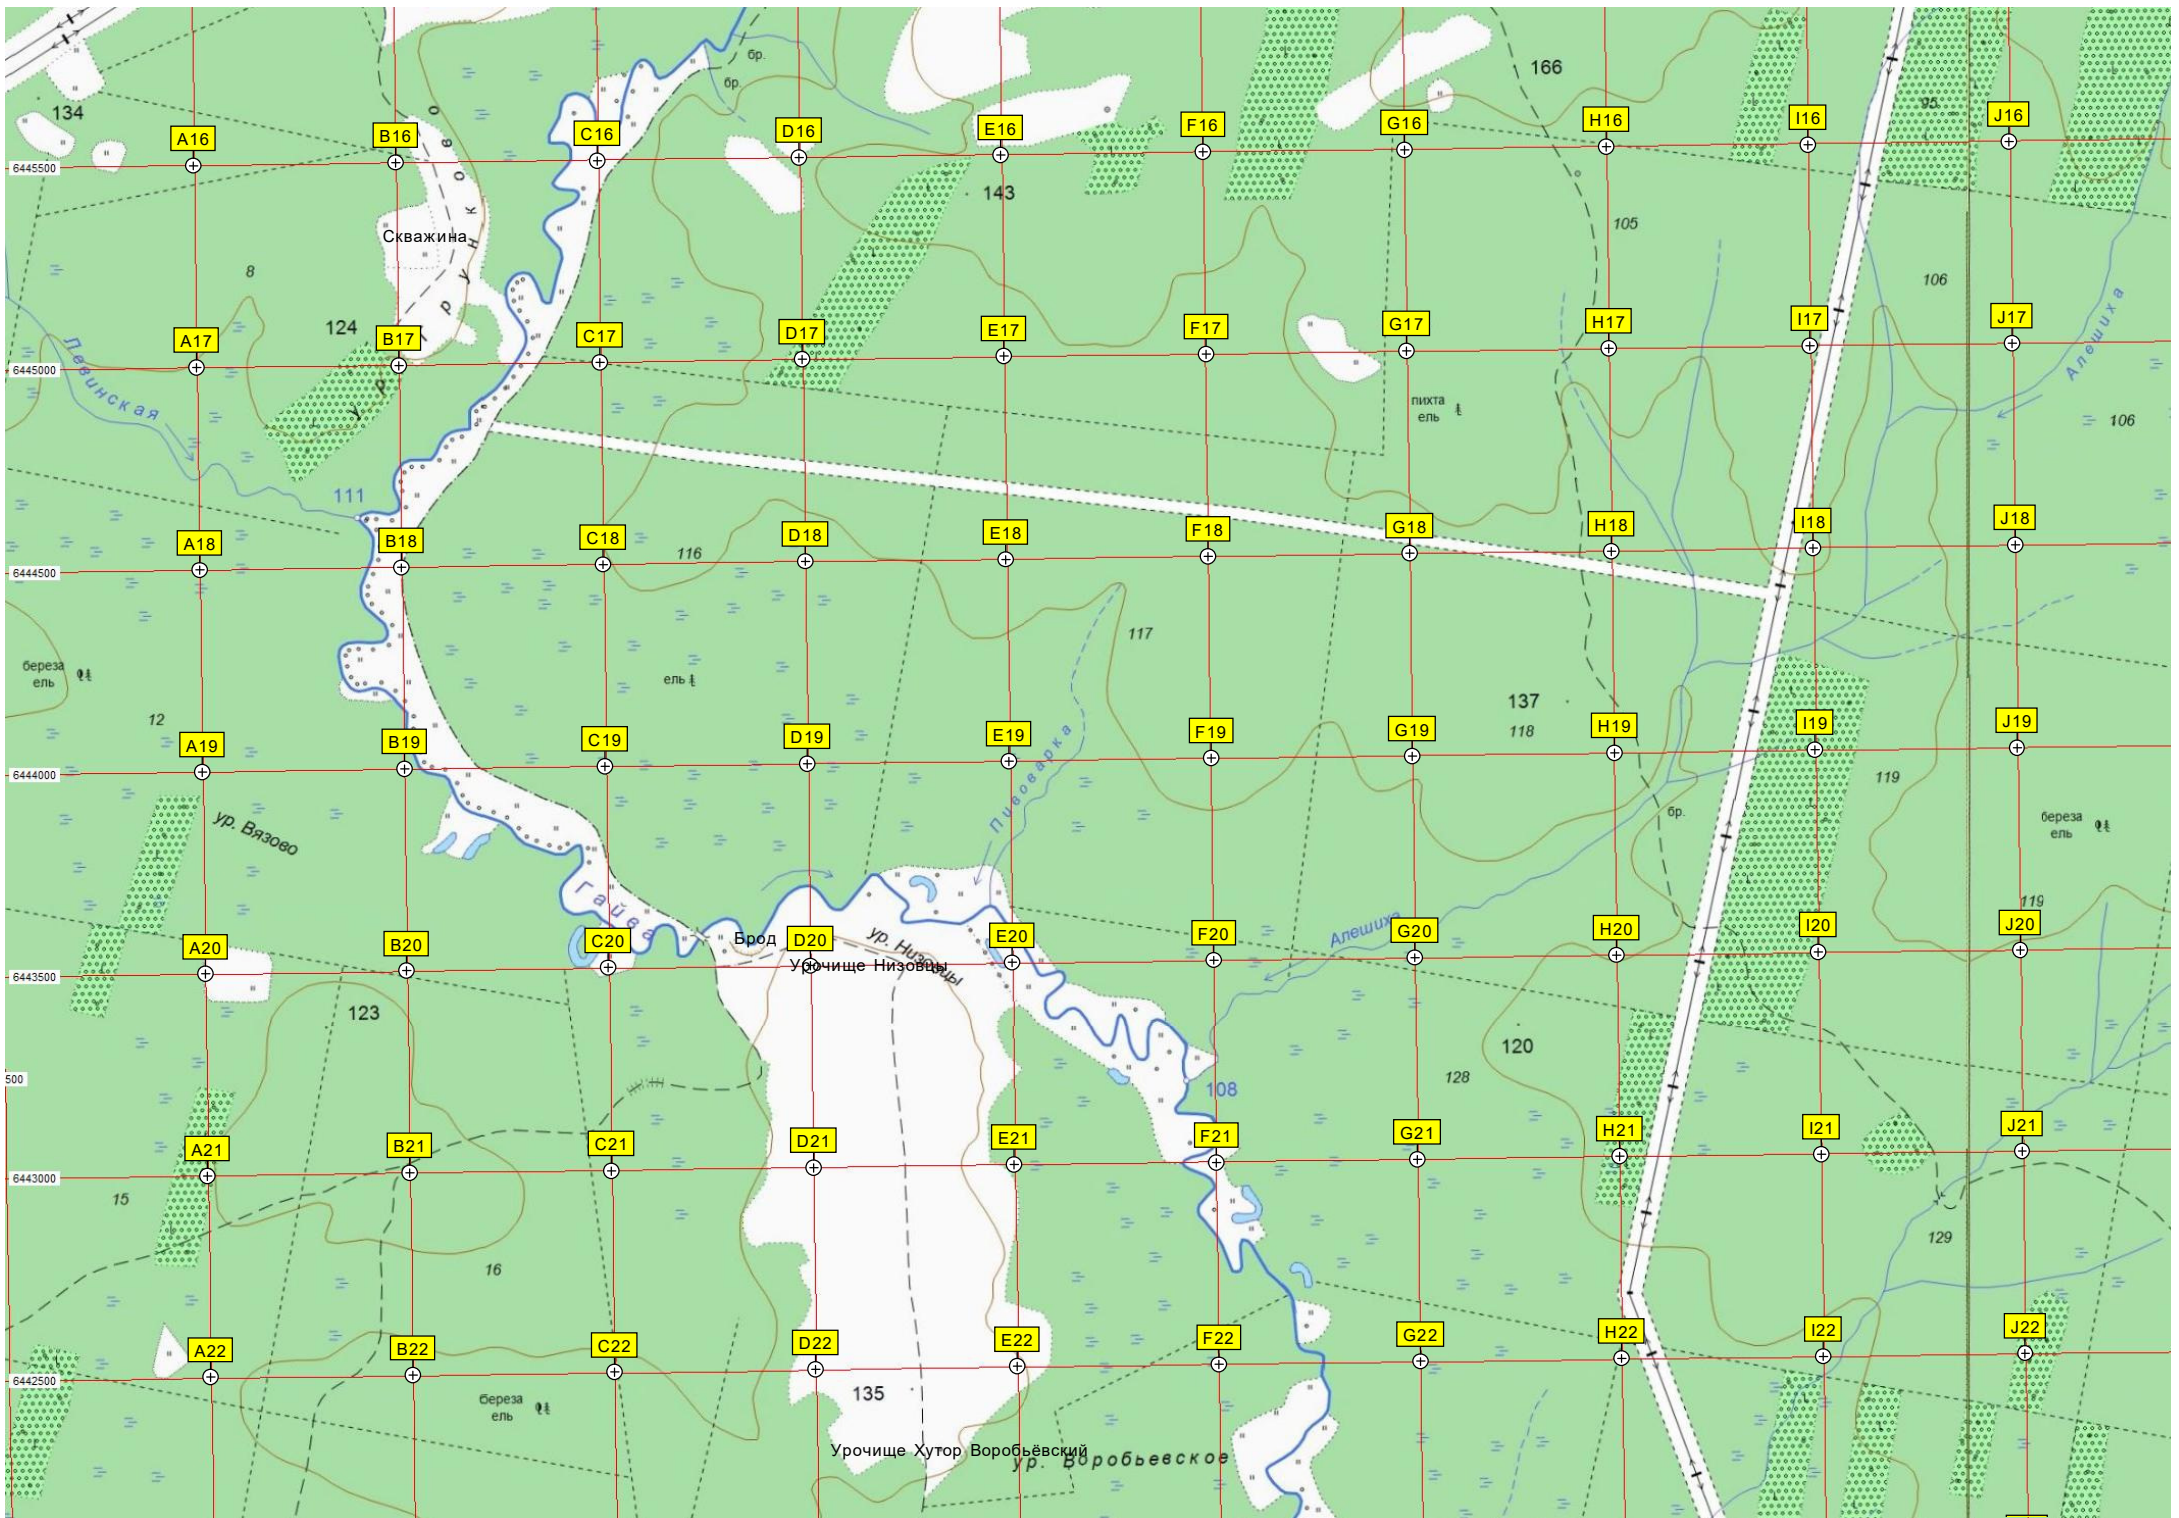 бр.
бр.
166
134
95
A16
B16
C16
D16
E16
F16
G16
H16
I16
J16
6445500
143
105
Скважина
8
106
Левинская
124
ур. Круńково
Алешиха
A17
B17
C17
D17
E17
F17
G17
H17
I17
J17
6445000
пихта
ель
106
111
A18
B18
C18
D18
E18
F18
G18
H18
I18
J18
116
6444500
117
береза
ель
ель
137
12
118
Пивоварка
A19
B19
C19
D19
E19
F19
G19
H19
I19
J19
6444000
119
ур. Вязово
бр.
береза
ель
Гайва
119
Алешиха
A20
B20
C20
Брод
D20
ур. Низовцы
E20
F20
G20
H20
I20
J20
Урочище Низовцы
6443500
123
120
500
128
108
A21
B21
C21
D21
E21
F21
G21
H21
I21
J21
6443000
15
129
16
A22
B22
C22
D22
E22
F22
G22
H22
I22
J22
6442500
135
береза
ель
Урочище Хутор Воробьёвский
ур. Воробьевское